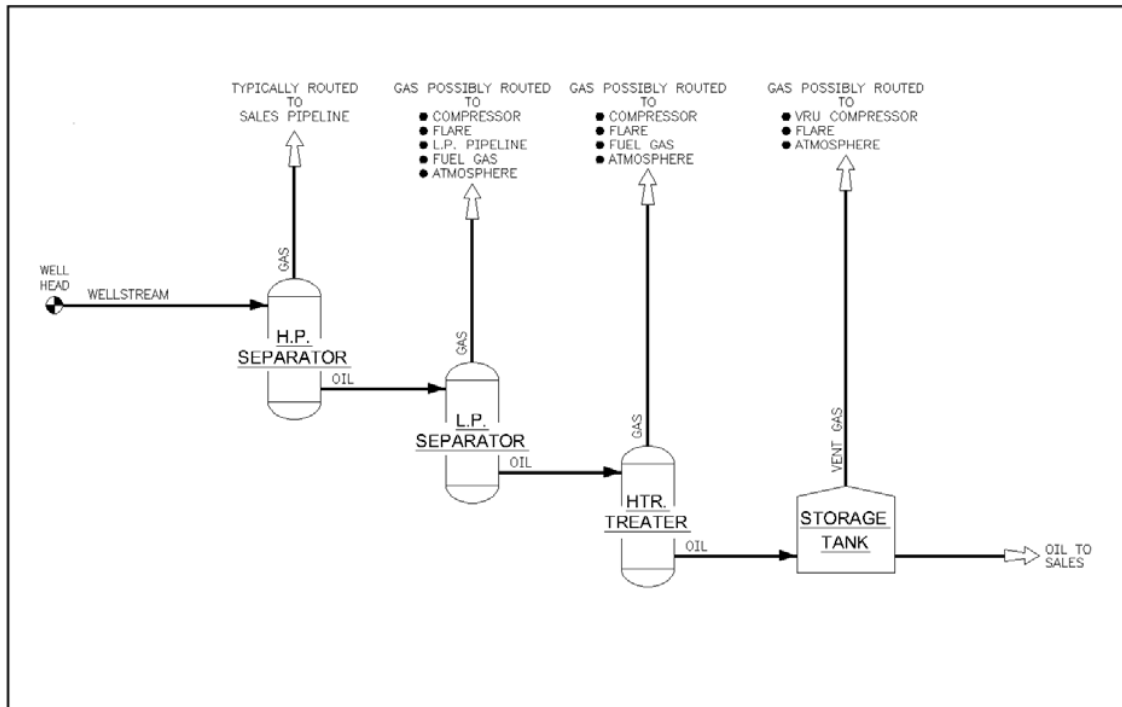 TYPICALLY ROUTED
TO
SALES PIPELINE
GAS POSSIBLY ROUTED
TO
● COMPRESSOR
● FLARE
● L.P. PIPELINE
● FUEL GAS
● ATMOSPHERE
GAS POSSIBLY ROUTED
TO
● COMPRESSOR
● FLARE
● FUEL GAS
● ATMOSPHERE
GAS POSSIBLY ROUTED
TO
● VRU COMPRESSOR
● FLARE
● ATMOSPHERE
WELL
HEAD
WELLSTREAM
GAS
H.P.
SEPARATOR
OIL
GAS
L.P.
SEPARATOR
OIL
GAS
HTR.
TREATER
OIL
VENT GAS
STORAGE
TANK
OIL TO
SALES